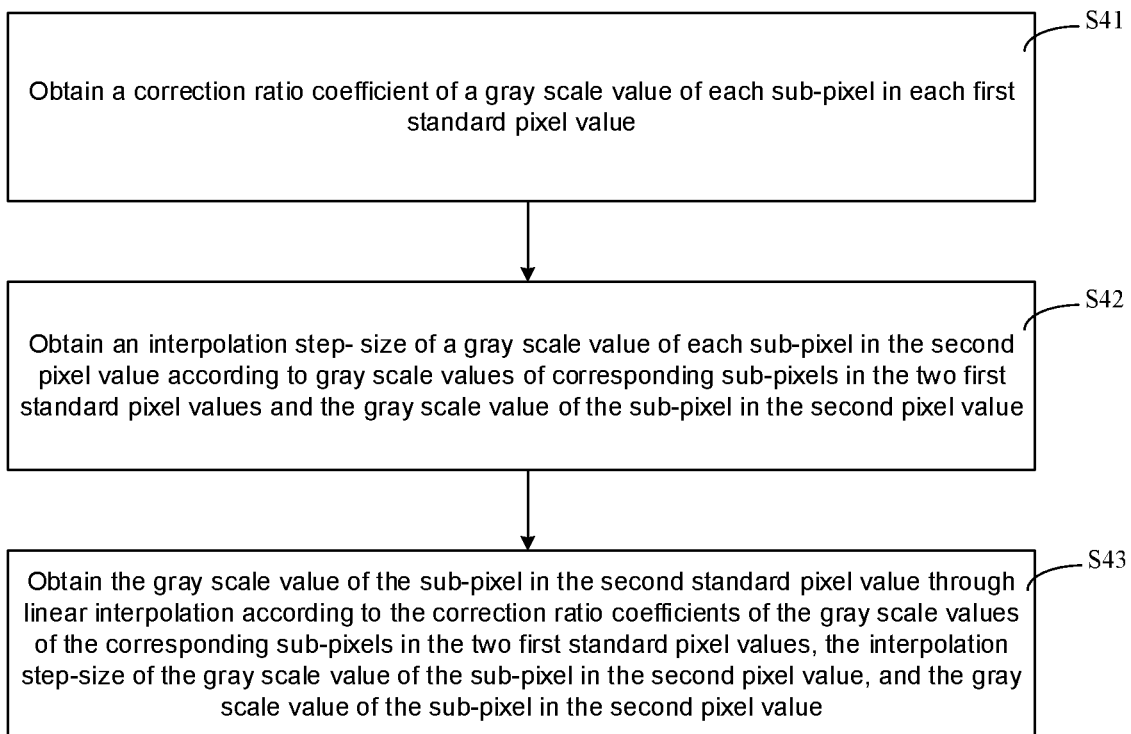 S41
Obtain a correction ratio coefficient of a gray scale value of each sub-pixel in each first
standard pixel value
S42
Obtain an interpolation step- size of a gray scale value of each sub-pixel in the second
pixel value according to gray scale values of corresponding sub-pixels in the two first
standard pixel values and the gray scale value of the sub-pixel in the second pixel value
S43
Obtain the gray scale value of the sub-pixel in the second standard pixel value through
linear interpolation according to the correction ratio coefficients of the gray scale values
of the corresponding sub-pixels in the two first standard pixel values, the interpolation
step-size of the gray scale value of the sub-pixel in the second pixel value, and the gray
scale value of the sub-pixel in the second pixel value